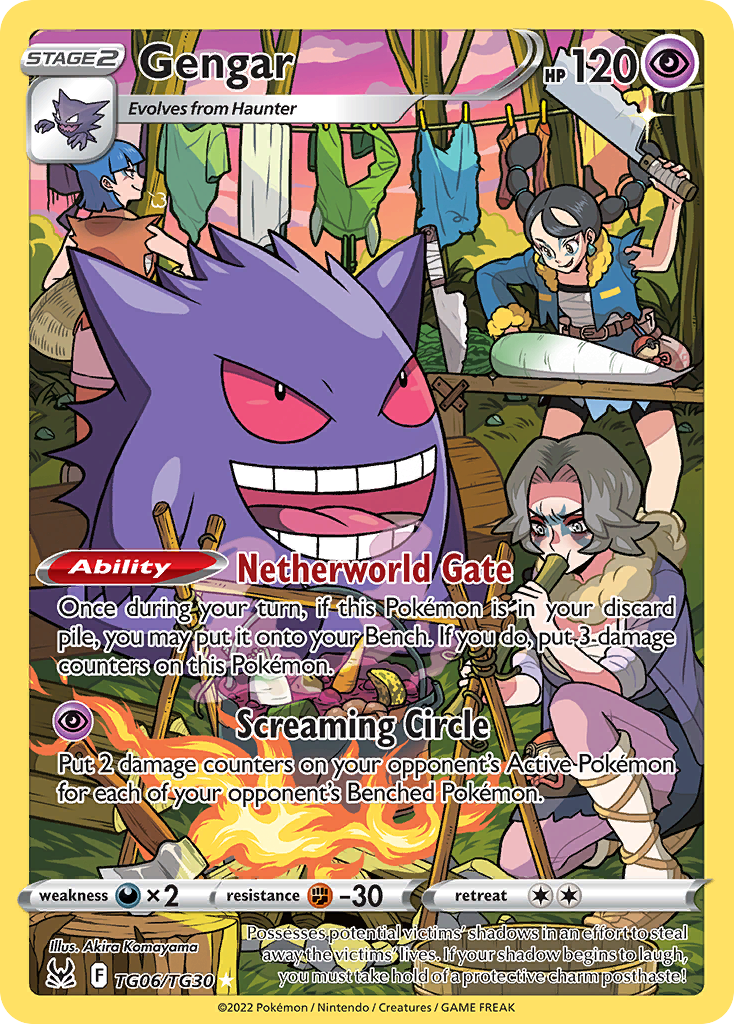 STAGE 2 Gengar HP 120
Evolves from Haunter
Ability Netherworld Gate
Once during your turn, if this Pokémon is in your discard
pile, you may put it onto your Bench. If you do, put 3 damage
counters on this Pokémon.
Screaming Circle
Put 2 damage counters on your opponent's Active Pokémon
for each of your opponent's Benched Pokémon.
weakness ×2 resistance -30 retreat
Illus. Akira Komayama
F TG06/TG30
Possesses potential victims' shadows in an effort to steal
away the victims' lives. If your shadow begins to laugh,
you must take hold of a protective charm posthaste!
©2022 Pokémon / Nintendo / Creatures / GAME FREAK